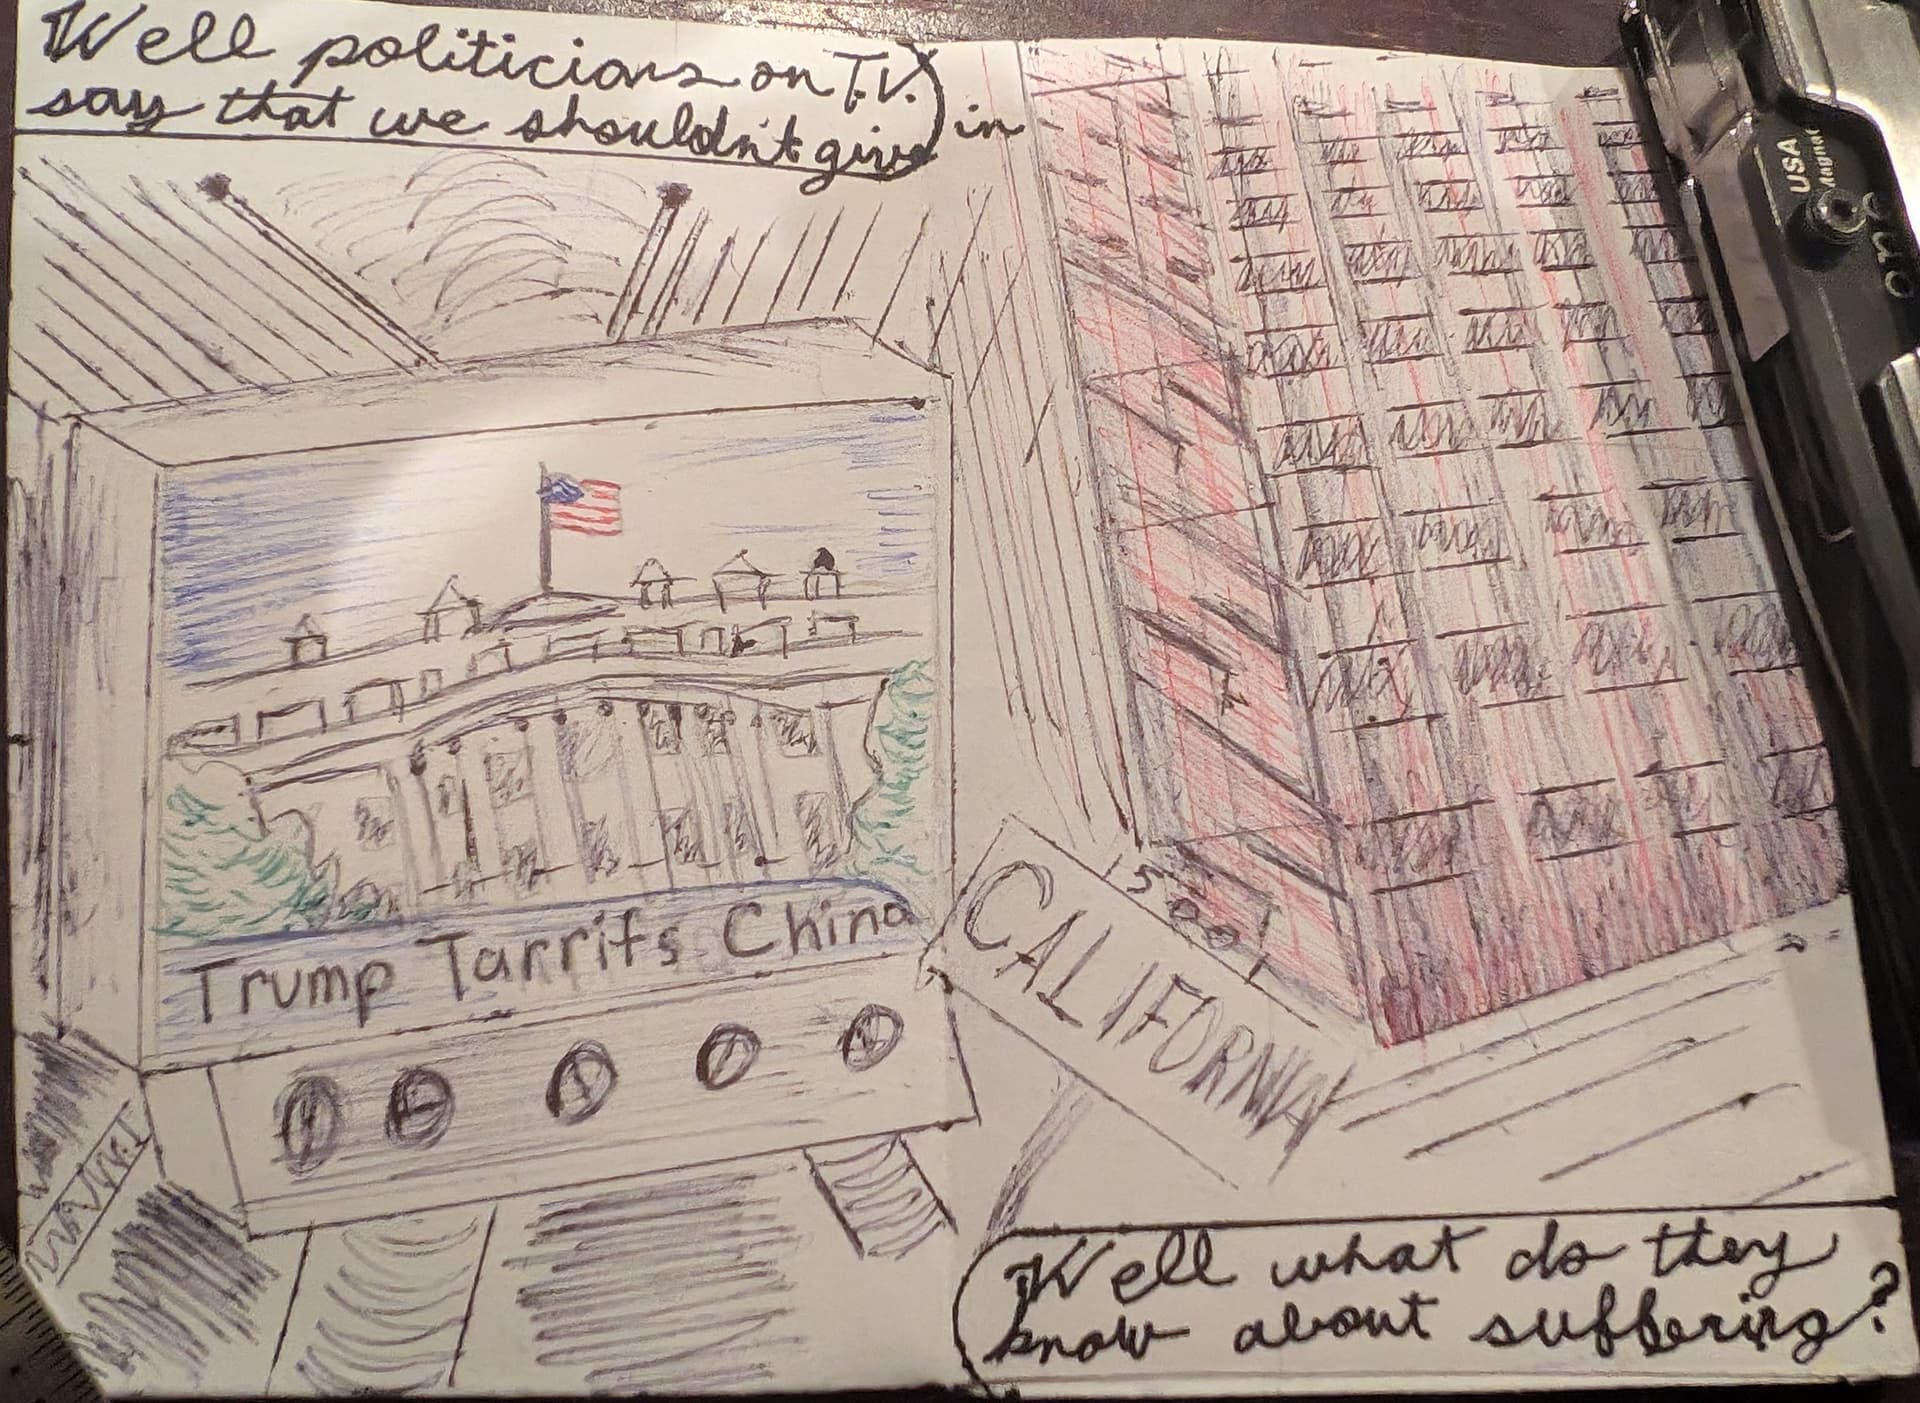 Well politicians on T.V.
say that we shouldn't give in
Trump Tarrifs China
CALIFORNIA
5001
Well what do they
know about suffering?
USA